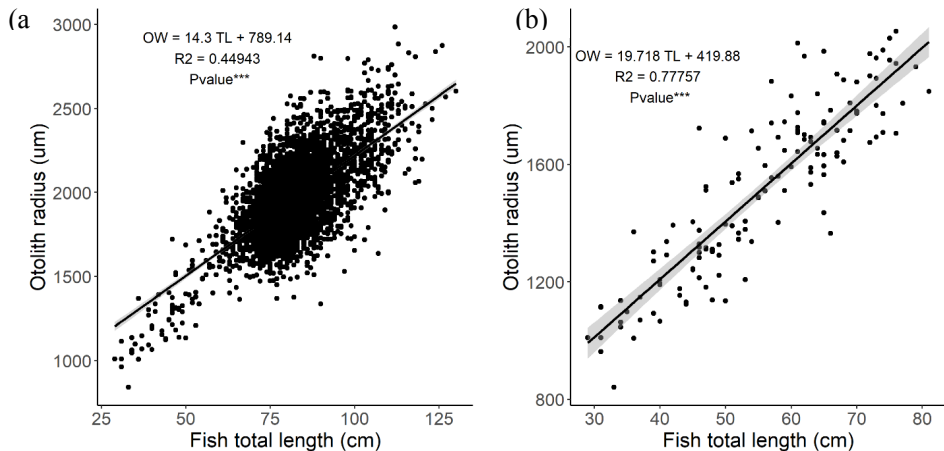 (a
OW = 14.3 TL + 789.14
R2 = 0.44943
Pvalue***
Otolith radius (um)
3000
2500
2000
1500
1000
25
50
75
100
125
Fish total length (cm)
(b)
OW = 19.718 TL + 419.88
R2 = 0.77757
Pvalue***
Otolith radius (um)
2000
1600
1200
800
30
40
50
60
70
80
Fish total length (cm)